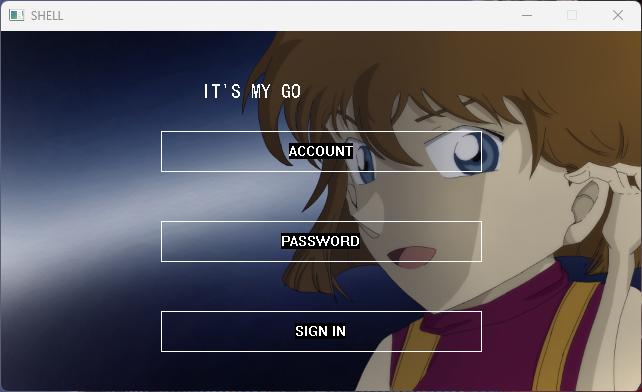 SHELL
IT'S MY GO
ACCOUNT
PASSWORD
SIGN IN